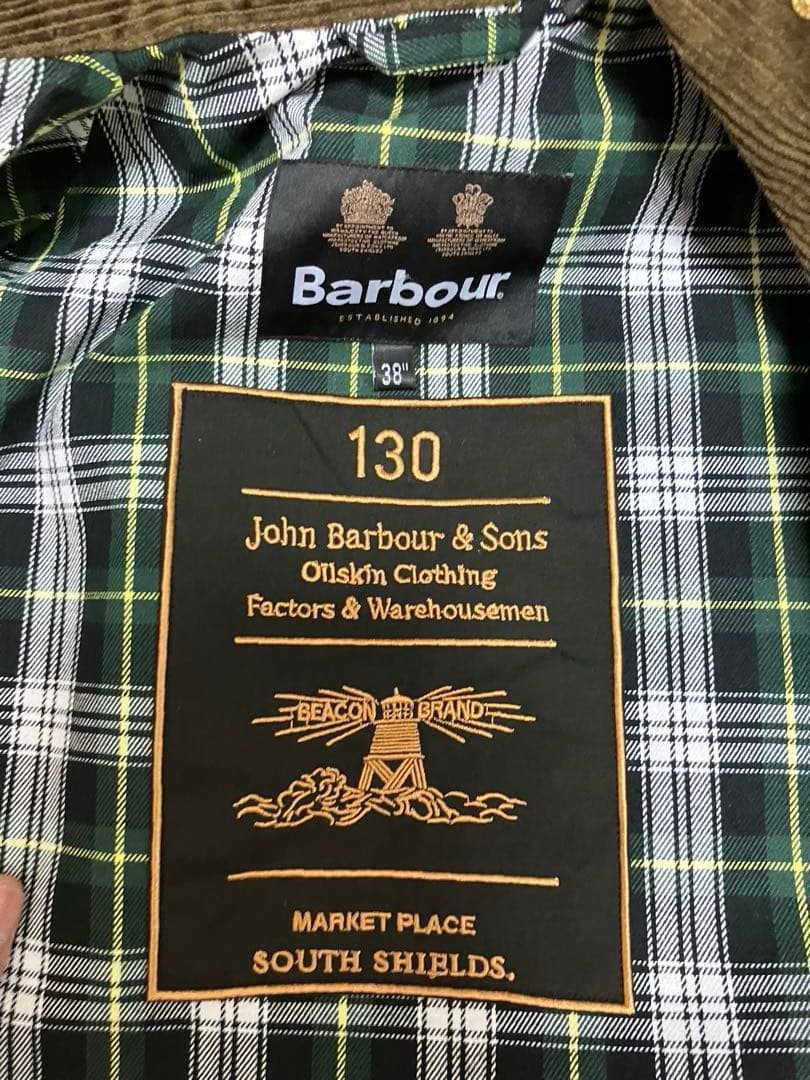 Barbour
ESTABLISHED 1894
38"
130
John Barbour & Sons
Oilskin Clothing
Factors & Warehousemen
BEACON BRAND
MARKET PLACE
SOUTH SHIELDS.